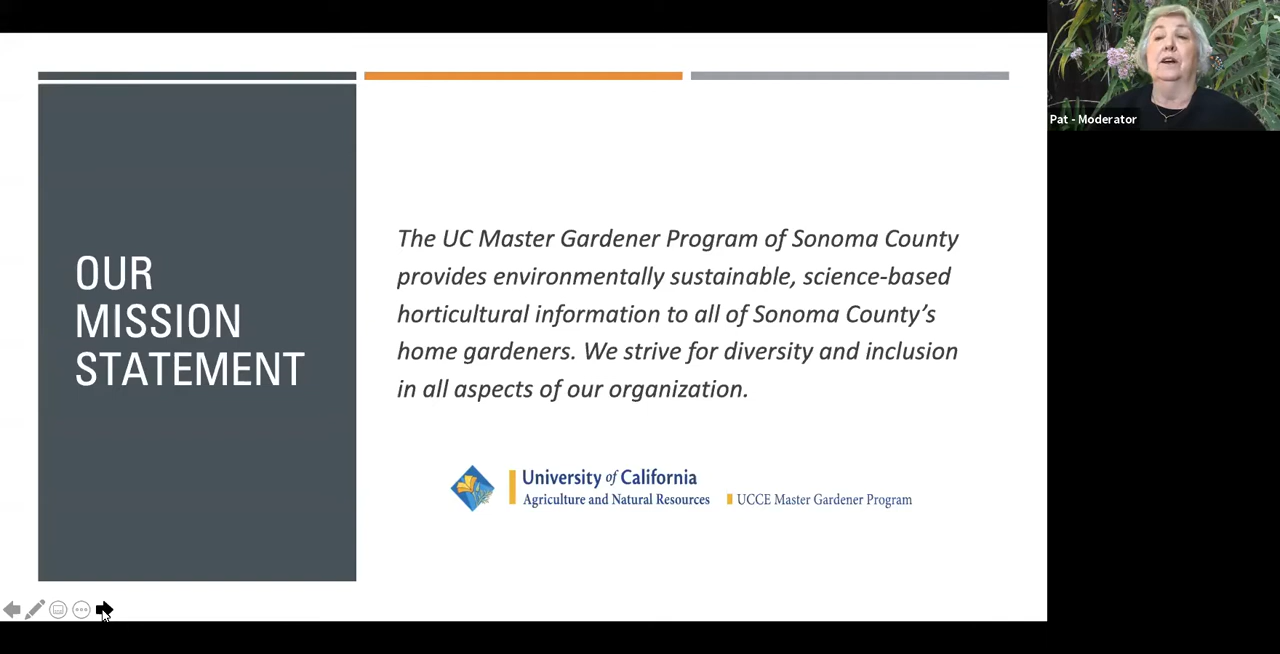 OUR
MISSION
STATEMENT
The UC Master Gardener Program of Sonoma County
provides environmentally sustainable, science-based
horticultural information to all of Sonoma County’s
home gardeners. We strive for diversity and inclusion
in all aspects of our organization.
University of California
Agriculture and Natural Resources
UCCE Master Gardener Program
Pat - Moderator